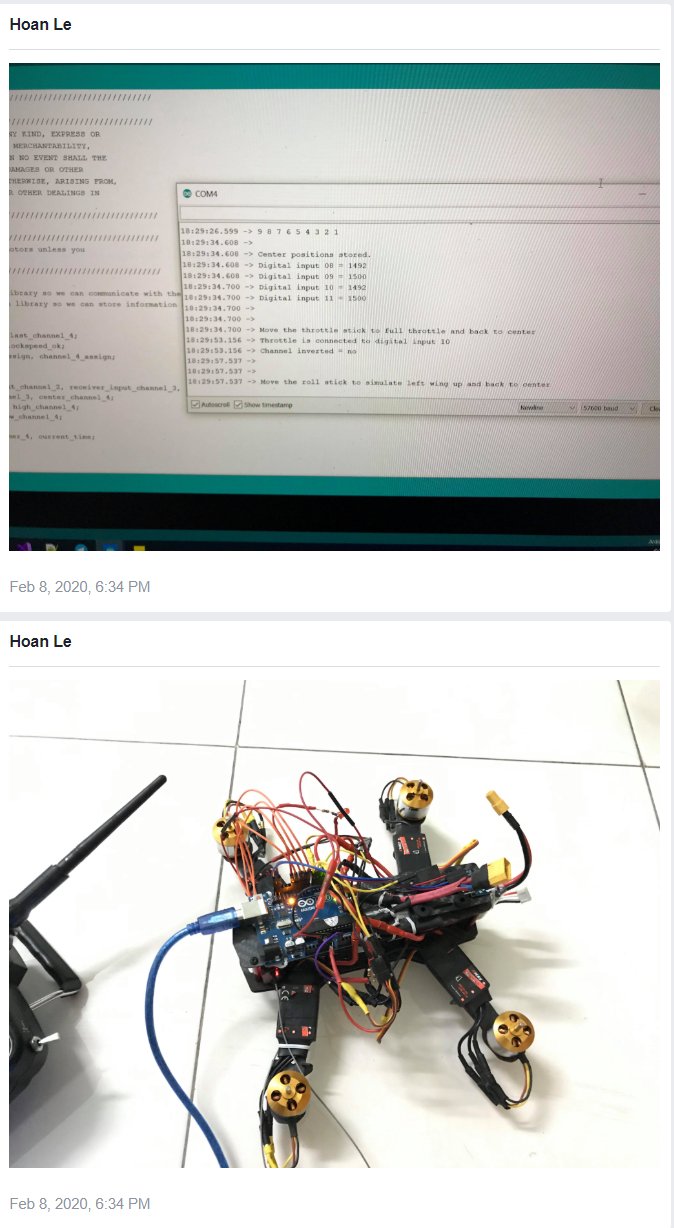 Hoan Le
////////////////////////////
////////////////////////////
NY KIND, EXPRESS OR
MERCHANTABILITY,
N NO EVENT SHALL THE
DAMAGES OR OTHER
THERWISE, ARISING FROM,
R OTHER DEALINGS IN
////////////////////////////
////////////////////////////
otors unless you
////////////////////////////
ibrary so we can communicate with the
library so we can store information
last_channel_4;
ockspeed_ok;
ssign, channel_4_assign;
t_channel_2, receiver_input_channel_3,
nel_3, center_channel_4;
high_channel_4;
w_channel_4;
mer_4, current_time;
COM4
18:29:26.599 -> 9 8 7 6 5 4 3 2 1
18:29:34.608 ->
18:29:34.608 -> Center positions stored.
18:29:34.608 -> Digital input 08 = 1492
18:29:34.608 -> Digital input 09 = 1500
18:29:34.700 -> Digital input 10 = 1492
18:29:34.700 -> Digital input 11 = 1500
18:29:34.700 ->
18:29:34.700 ->
18:29:34.700 -> Move the throttle stick to full throttle and back to center
18:29:53.156 -> Throttle is connected to digital input 10
18:29:53.156 -> Channel inverted = no
18:29:57.537 ->
18:29:57.537 ->
18:29:57.537 -> Move the roll stick to simulate left wing up and back to center
Autoscroll Show timestamp Newline 57600 baud Clea
Feb 8, 2020, 6:34 PM
Hoan Le
Feb 8, 2020, 6:34 PM